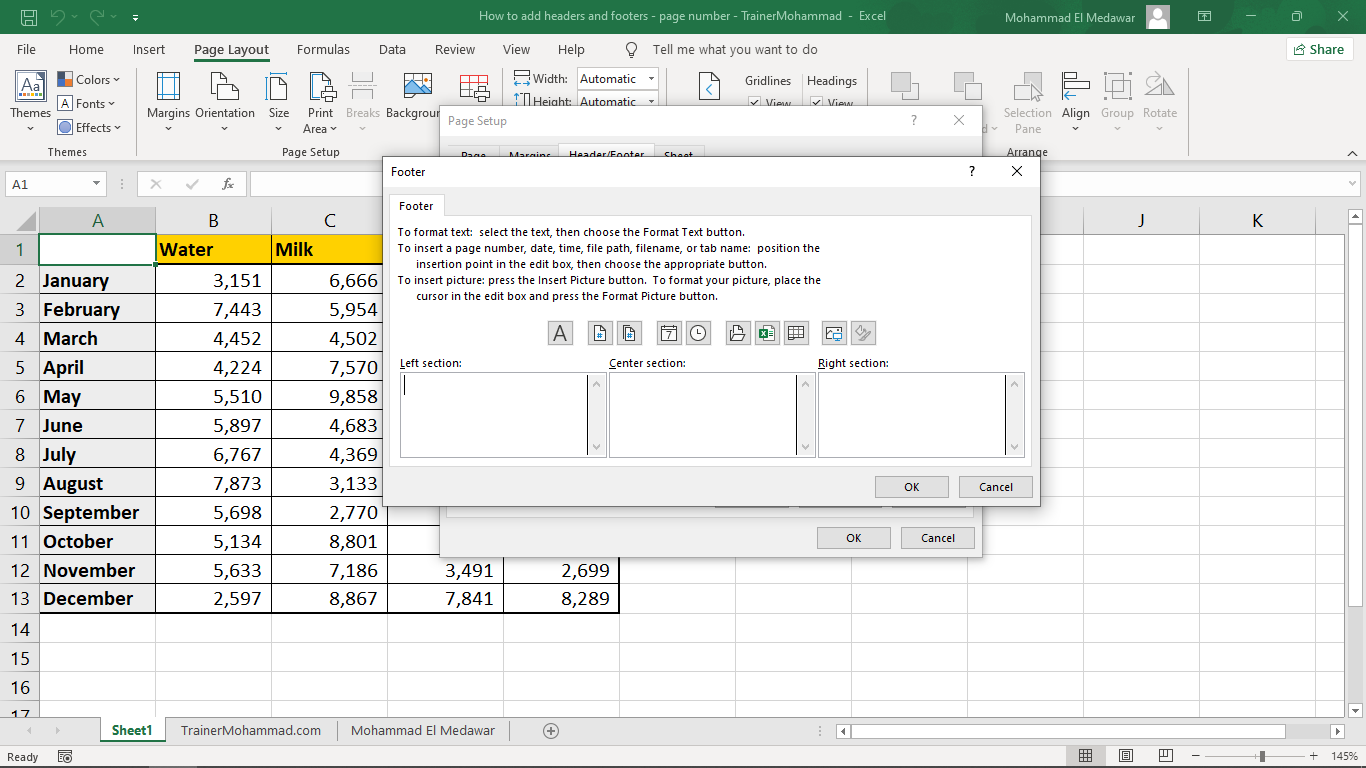 How to add headers and footers - page number - TrainerMohammad - Excel
Mohammad El Medawar
File Home Insert Page Layout Formulas Data Review View Help Tell me what you want to do Share
Aa Themes
Colors
Fonts
Effects
Themes
Margins Orientation Size Print Area Breaks Background
Page Setup
Width: Automatic
Height: Automatic
Gridlines
View
Headings
View
Selection Pane Align Group Rotate
Arrange
Page Setup
Page Margins Header/Footer Sheet
A1
fx
Footer
Footer
To format text: select the text, then choose the Format Text button.
To insert a page number, date, time, file path, filename, or tab name: position the
insertion point in the edit box, then choose the appropriate button.
To insert picture: press the Insert Picture button. To format your picture, place the
cursor in the edit box and press the Format Picture button.
A
Left section: Center section: Right section:
OK Cancel
OK Cancel
A B C J K
1 Water Milk
2 January 3,151 6,666
3 February 7,443 5,954
4 March 4,452 4,502
5 April 4,224 7,570
6 May 5,510 9,858
7 June 5,897 4,683
8 July 6,767 4,369
9 August 7,873 3,133
10 September 5,698 2,770
11 October 5,134 8,801
12 November 5,633 7,186 3,491 2,699
13 December 2,597 8,867 7,841 8,289
14
15
16
17
Sheet1 TrainerMohammad.com Mohammad El Medawar
Ready
145%